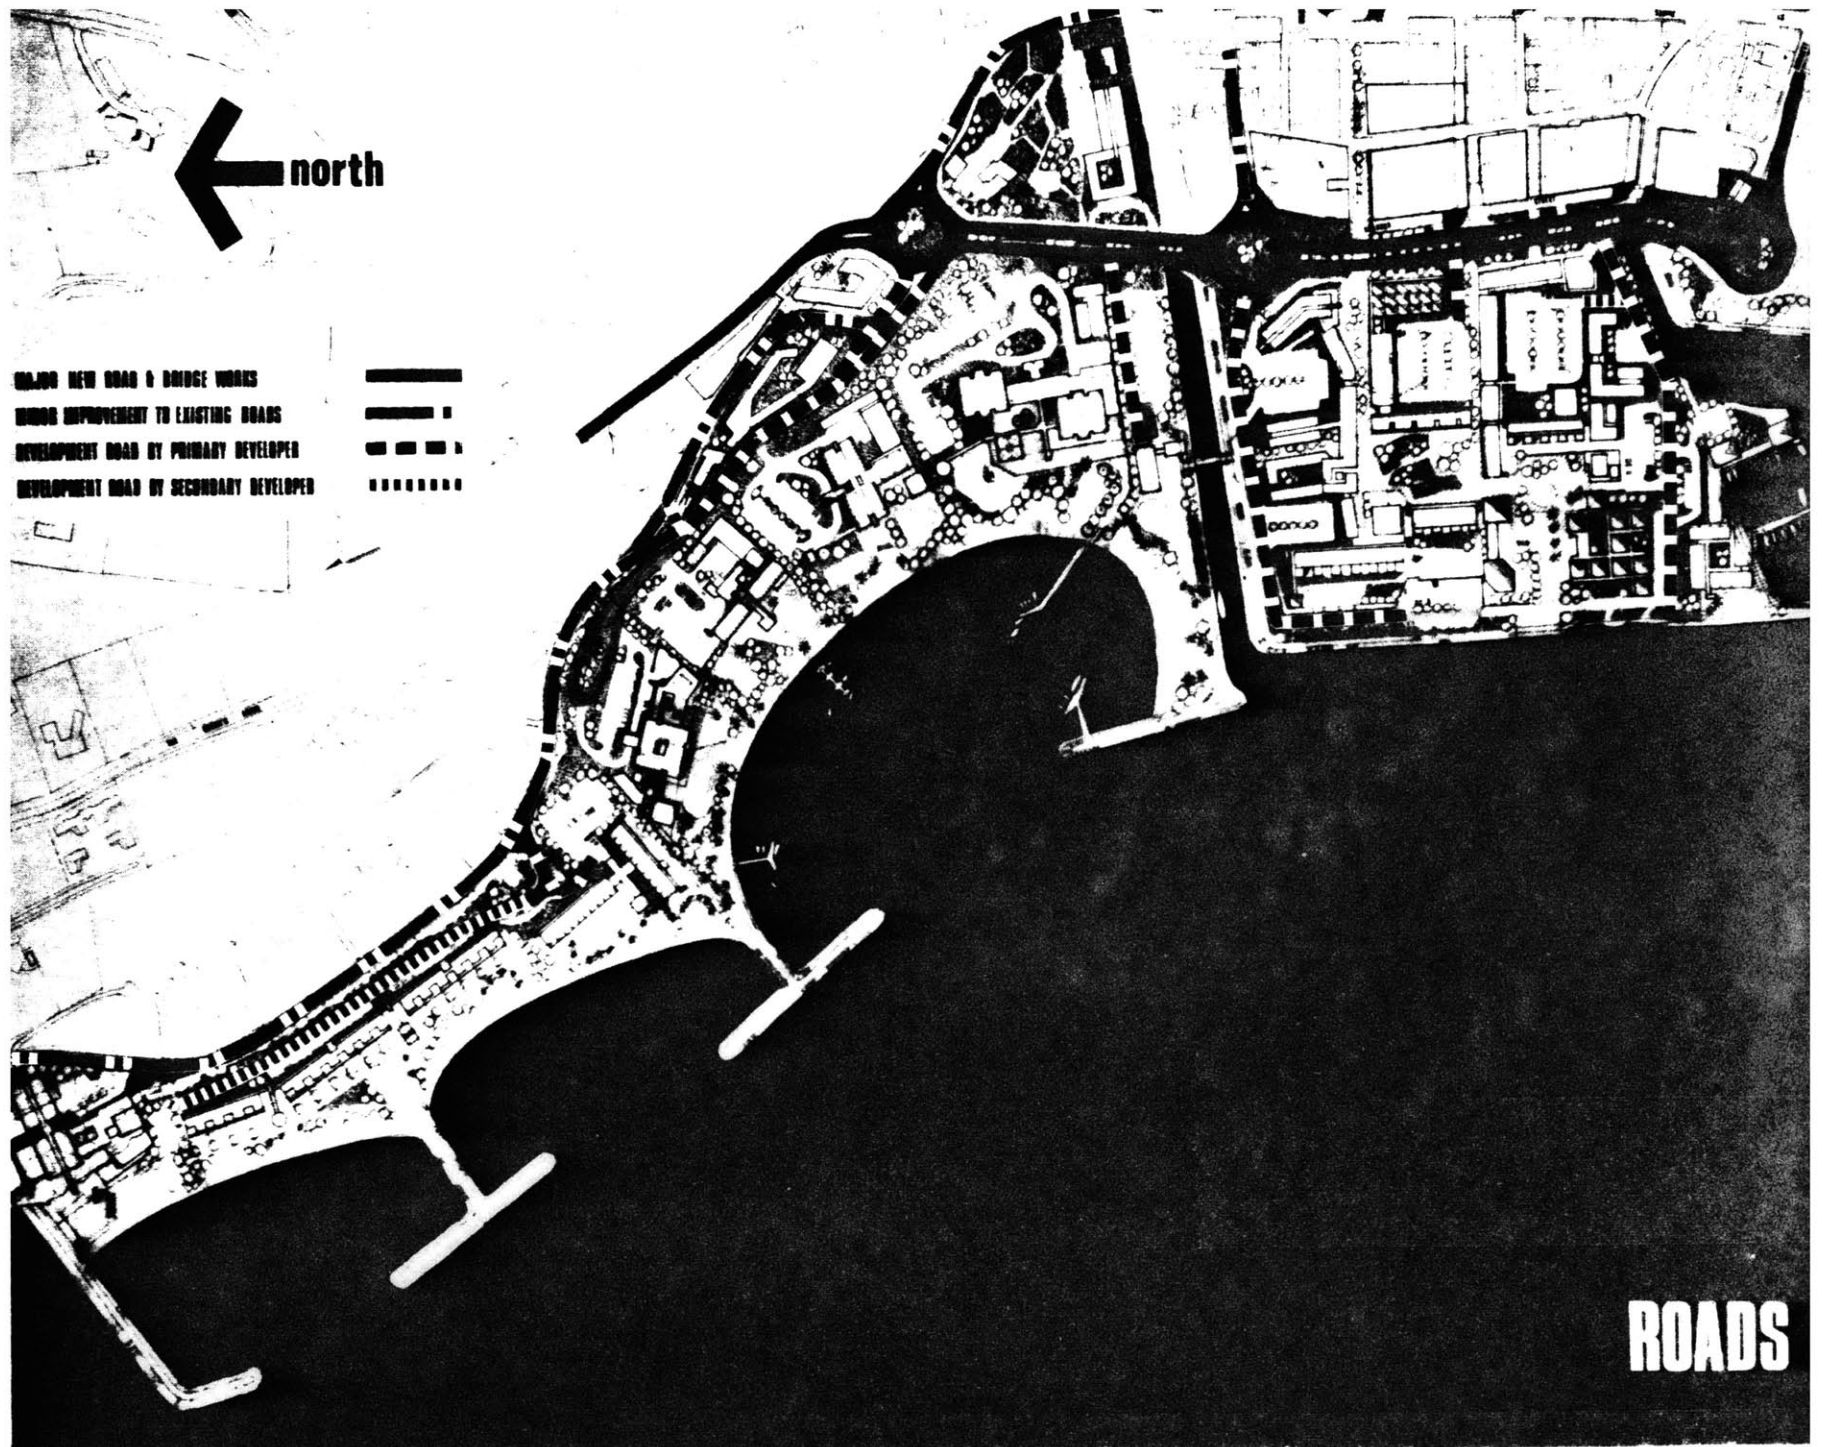 north
MAJOR NEW ROAD & BRIDGE WORKS
MINOR IMPROVEMENT TO EXISTING ROADS
DEVELOPMENT ROAD BY PRIMARY DEVELOPER
DEVELOPMENT ROAD BY SECONDARY DEVELOPER
ROADS